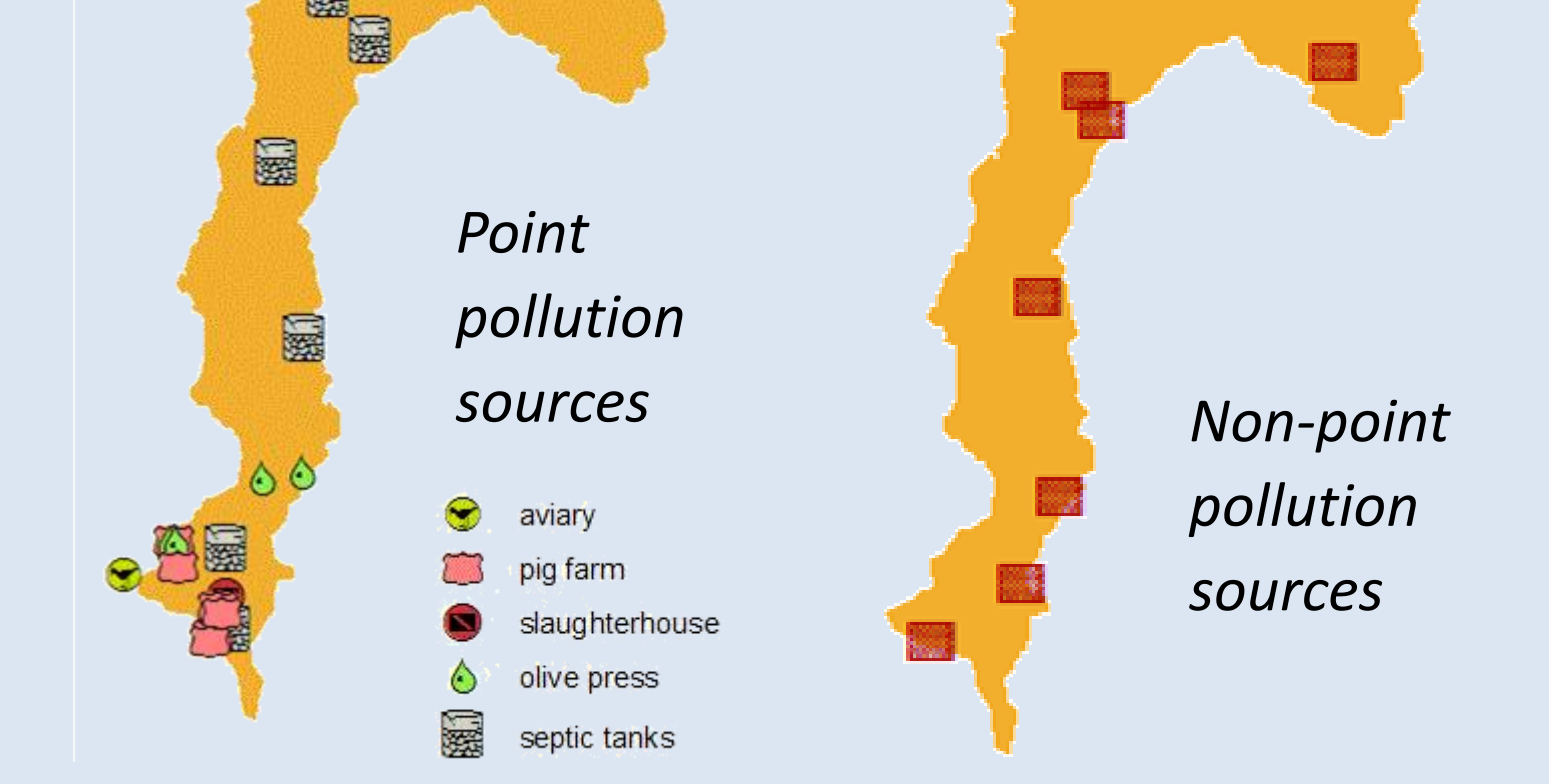 Point
pollution
sources
aviary
pig farm
slaughterhouse
olive press
septic tanks
Non-point
pollution
sources